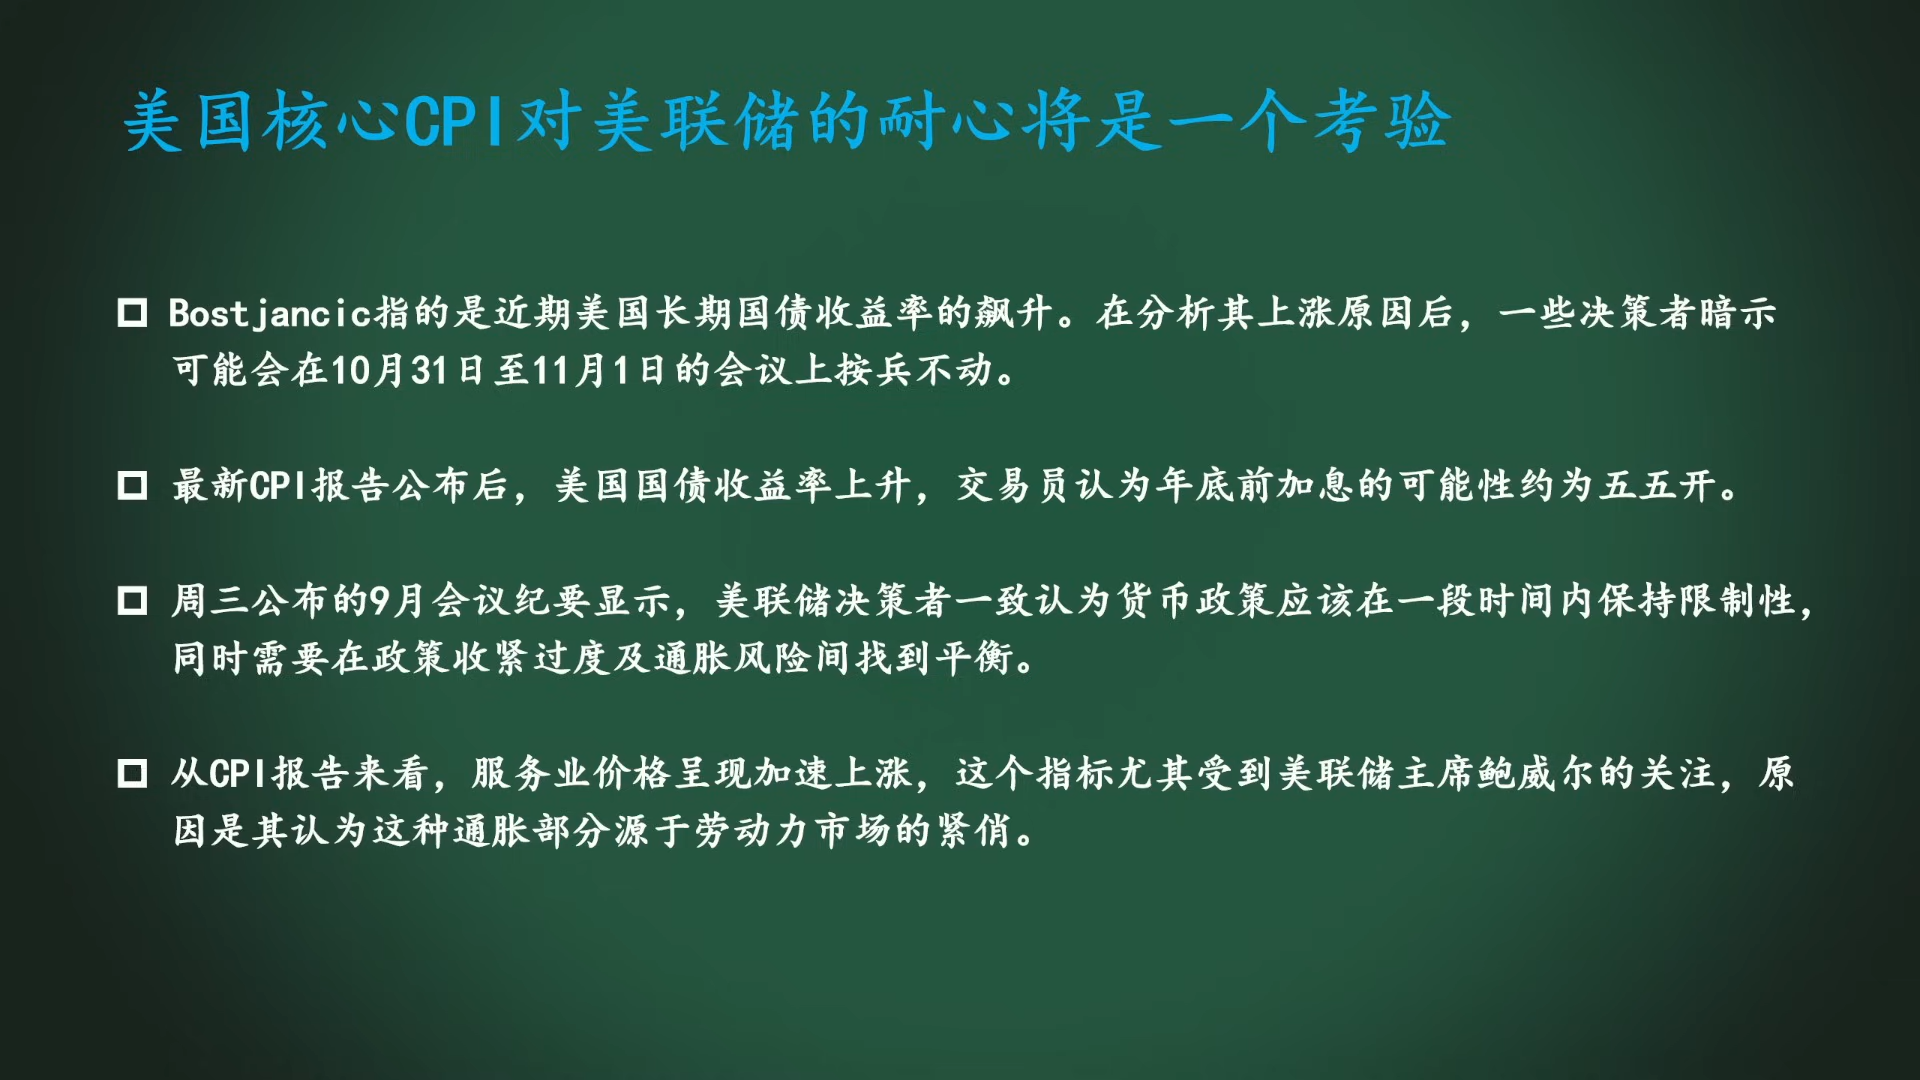 美国核心CPI对美联储的耐心将是一个考验
Bostjancic指的是近期美国长期国债收益率的飙升。在分析其上涨原因后，一些决策者暗示
可能会在10月31日至11月1日的会议上按兵不动。
最新CPI报告公布后，美国国债收益率上升，交易员认为年底前加息的可能性约为五五开。
周三公布的9月会议纪要显示，美联储决策者一致认为货币政策应该在一段时间内保持限制性，
同时需要在政策收紧过度及通胀风险间找到平衡。
从CPI报告来看，服务业价格呈现加速上涨，这个指标尤其受到美联储主席鲍威尔的关注，原
因是其认为这种通胀部分源于劳动力市场的紧俏。